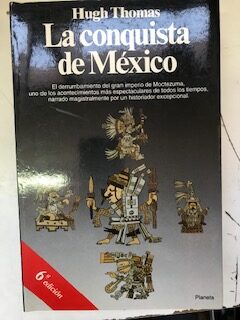 Hugh Thomas
La conquista
de México
El derrumbamiento del gran imperio de Moctezuma,
uno de los acontecimientos más espectaculares de todos los tiempos,
narrado magistralmente por un historiador excepcional.
6ª edición
Planeta